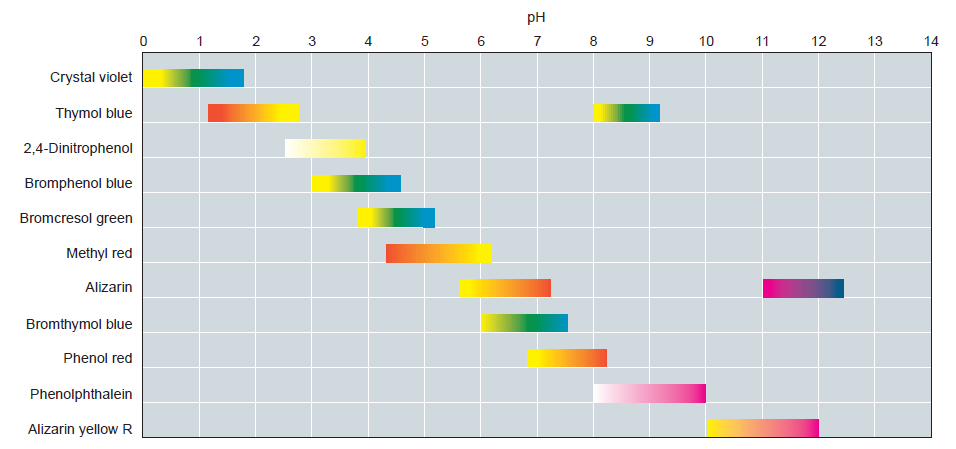 pH
0 1 2 3 4 5 6 7 8 9 10 11 12 13 14
Crystal violet
Thymol blue
2,4-Dinitrophenol
Bromphenol blue
Bromcresol green
Methyl red
Alizarin
Bromthymol blue
Phenol red
Phenolphthalein
Alizarin yellow R